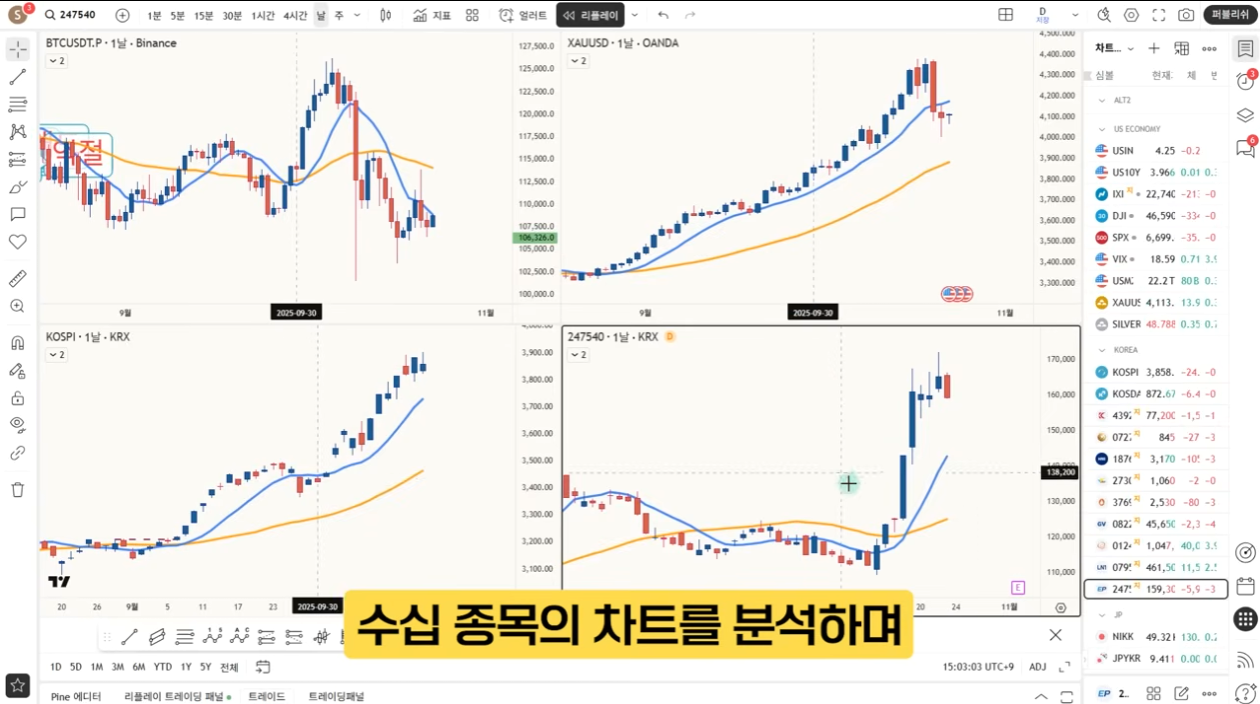 S 3 247540 1분 5분 15분 30분 1시간 4시간 날 주 지표 얼러트 리플레이 D 저장 퍼블리쉬
BTCUSDT.P · 1날 · Binance
2
127,500.0
125,000.0
122,500.0
120,000.0
117,500.0
115,000.0
112,500.0
110,000.0
107,500.0
106,326.0
105,000.0
102,500.0
100,000.0
9월 2025-09-30 11월
XAUUSD · 1날 · OANDA
2
4,500.000
4,400.000
4,300.000
4,200.000
4,100.000
4,000.000
3,900.000
3,800.000
3,700.000
3,600.000
3,500.000
3,400.000
3,300.000
9월 2025-09-30 11월
KOSPI · 1날 · KRX
2
4,000.00
3,900.00
3,800.00
3,700.00
3,600.00
3,500.00
3,400.00
3,300.00
3,200.00
3,100.00
20 26 9월 5 11 17 23 2025-09-30
247540 · 1날 · KRX D
2
170,000
160,000
150,000
138,200
130,000
120,000
110,000
E
20 24 11월
차트...
심볼 현재 체
ALT2
US ECONOMY
USIN 4.25 -0.2
US10Y 3.966 0.01 0.
IXI 22,740 -21 -0
DJI 46,590 -334 -0
SPX 6,699. -35. -0
VIX 18.59 0.71 3.9
USM 22.2 T 80 B 0.
XAUUS 4,113. 13.9 0.
SILVER 48.788 0.35 0.7
KOREA
KOSPI 3,858. -24. -0
KOSDA 872.67 -6.4 -0
4392 77,200 -1,5 -1
072 845 -27 -3
1876 3,170 -105 -3
2730 1,060 -2 -0
3769 2,530 -80 -3
0822 45,650 -2,3 -4
012 1,047, 40,0 3.9
079 461,50 11,5 2.5
247 159,30 -5,9 -3
JP
NIKK 49.32 130. 0.2
JPYKR 9.411 0.00 0.0
3
6
수십 종목의 차트를 분석하며
1D 5D 1M 3M 6M YTD 1Y 5Y 전체 15:03:03 UTC+9 ADJ
Pine 에디터 리플레이 트레이딩 패널 트레이드 트레이딩패널
EP 2...